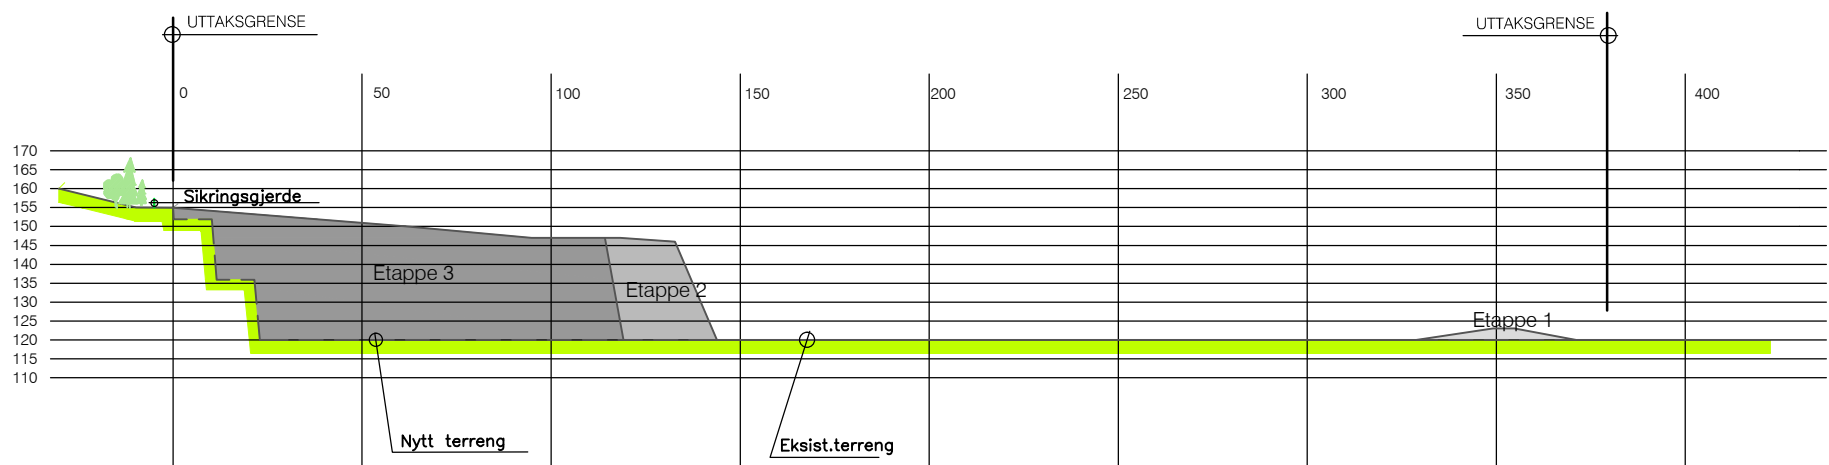 UTTAKSGRENSE
UTTAKSGRENSE
0 50 100 150 200 250 300 350 400
170
165
160
155
150
145
140
135
130
125
120
115
110
Sikringsgjerde
Etappe 3
Etappe 2
Etappe 1
Nytt terreng
Eksist.terreng